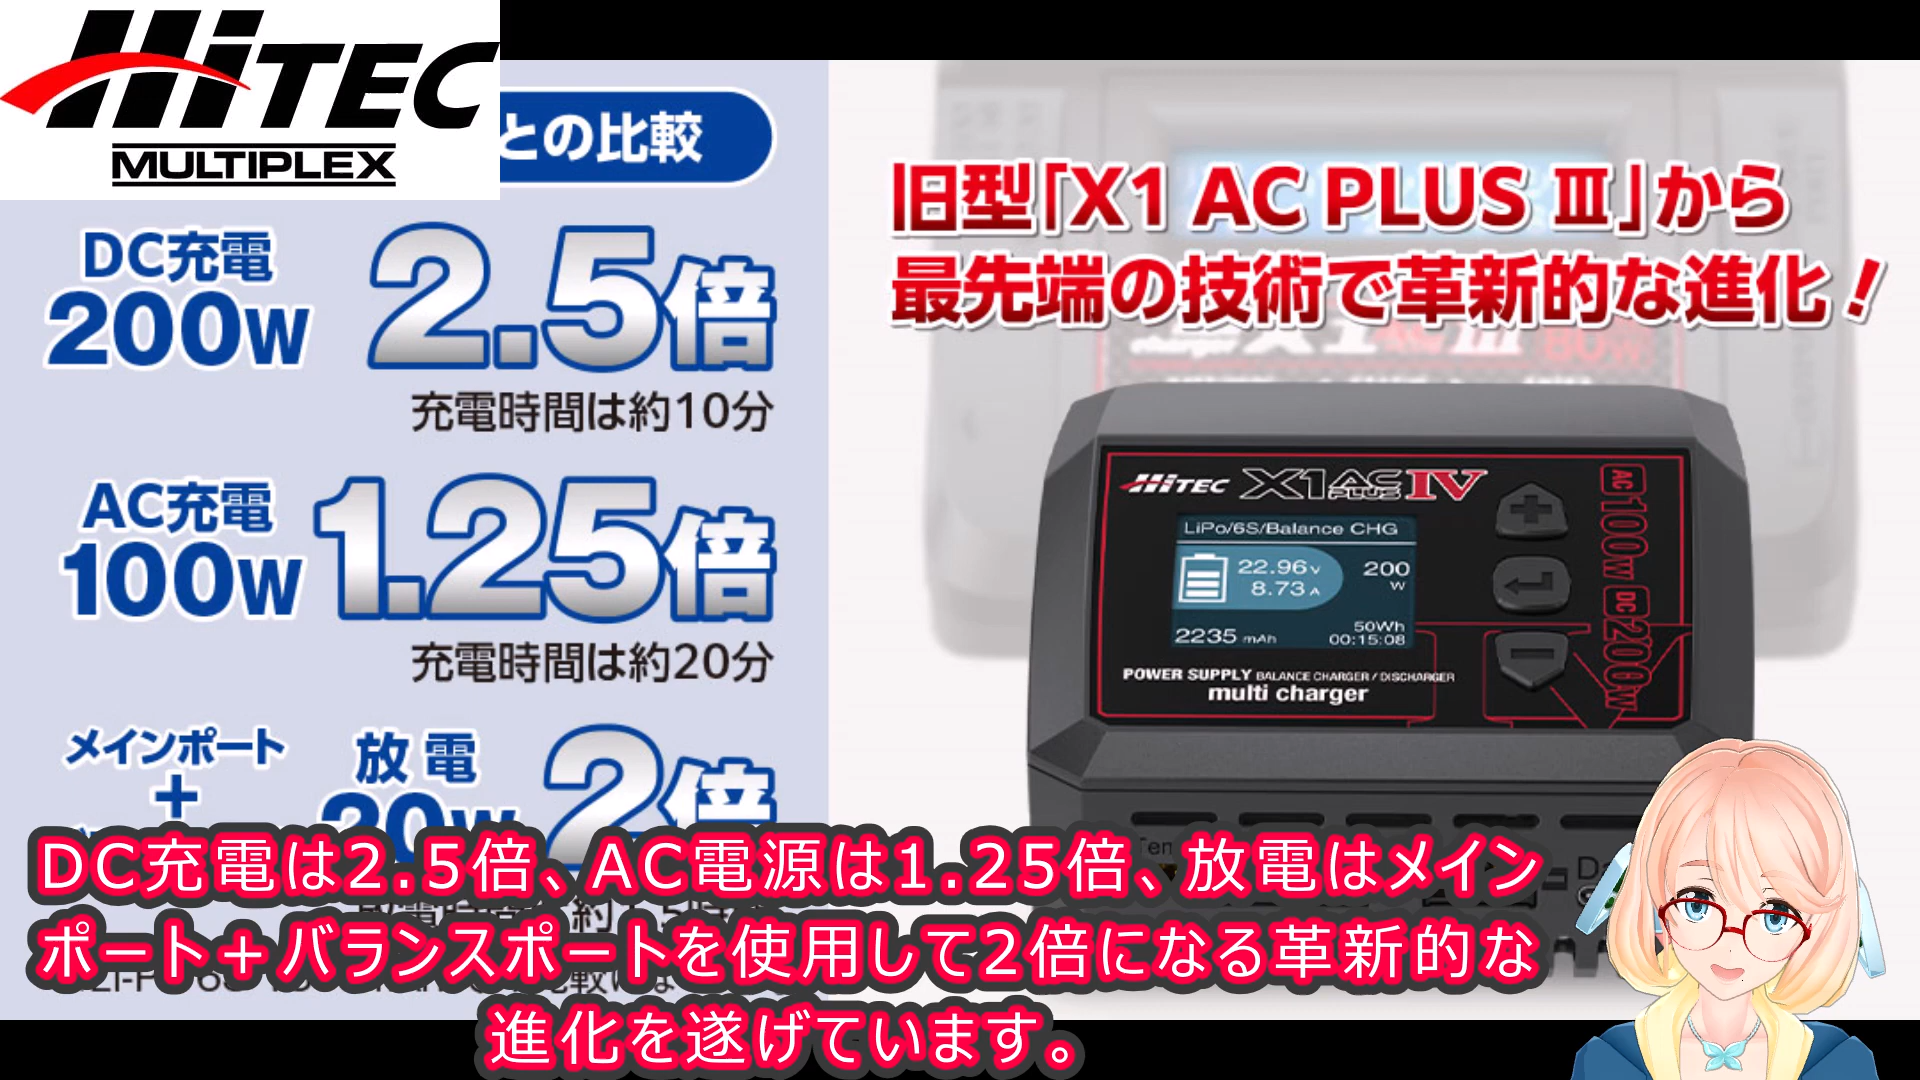 HiTEC
MULTIPLEX
との比較
DC充電
200W
2.5倍
充電時間は約10分
AC充電
100W
1.25倍
充電時間は約20分
メインポート
+
放電
30W
2倍
旧型「X1 AC PLUS Ⅲ」から
最先端の技術で革新的な進化！
HiTEC X1 AC PLUS IV
LiPo/6S/Balance CHG
22.96V
8.73A
200
W
2235 mAh
50Wh
00:15:08
AC100W DC200W
POWER SUPPLY BALANCE CHARGER / DISCHARGER
multi charger
DC充電は2.5倍、AC電源は1.25倍、放電はメイン
ポート＋バランスポートを使用して2倍になる革新的な
進化を遂げています。